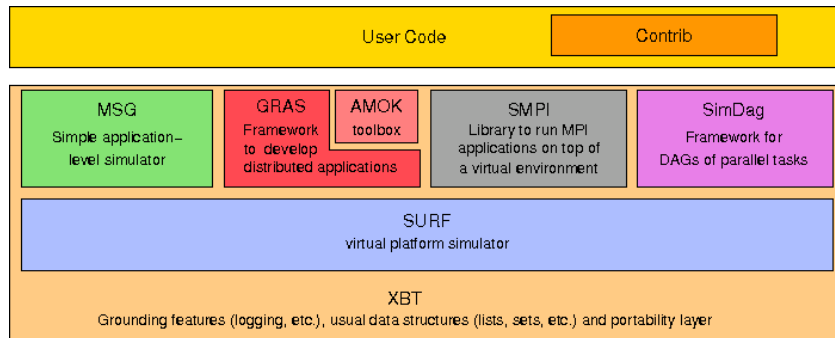 User Code
Contrib
MSG
Simple application–
level simulator
GRAS
Framework
to develop
distributed applications
AMOK
toolbox
SMPI
Library to run MPI
applications on top of
a virtual environment
SimDag
Framework for
DAGs of parallel tasks
SURF
virtual platform simulator
XBT
Grounding features (logging, etc.), usual data structures (lists, sets, etc.) and portability layer